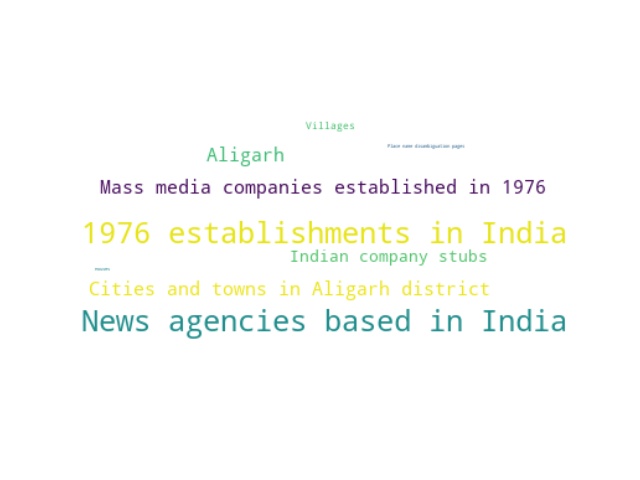 Villages
Place name disambiguation pages
Aligarh
Mass media companies established in 1976
1976 establishments in India
Indian company stubs
Cities and towns in Aligarh district
News agencies based in India